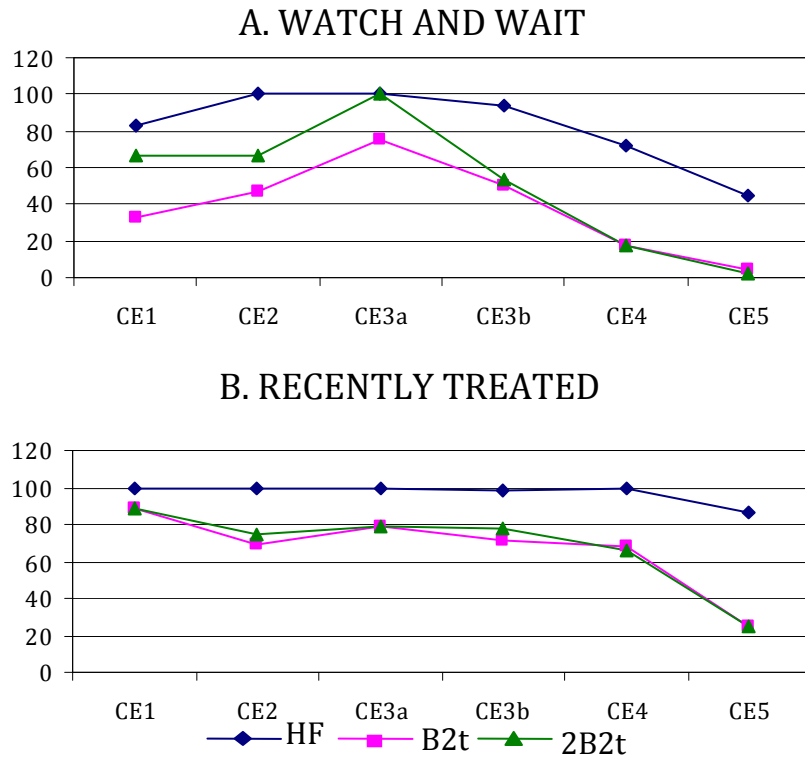 A. WATCH AND WAIT
120
100
80
60
40
20
0
CE1 CE2 CE3a CE3b CE4 CE5
B. RECENTLY TREATED
120
100
80
60
40
20
0
CE1 CE2 CE3a CE3b CE4 CE5
HF B2t 2B2t